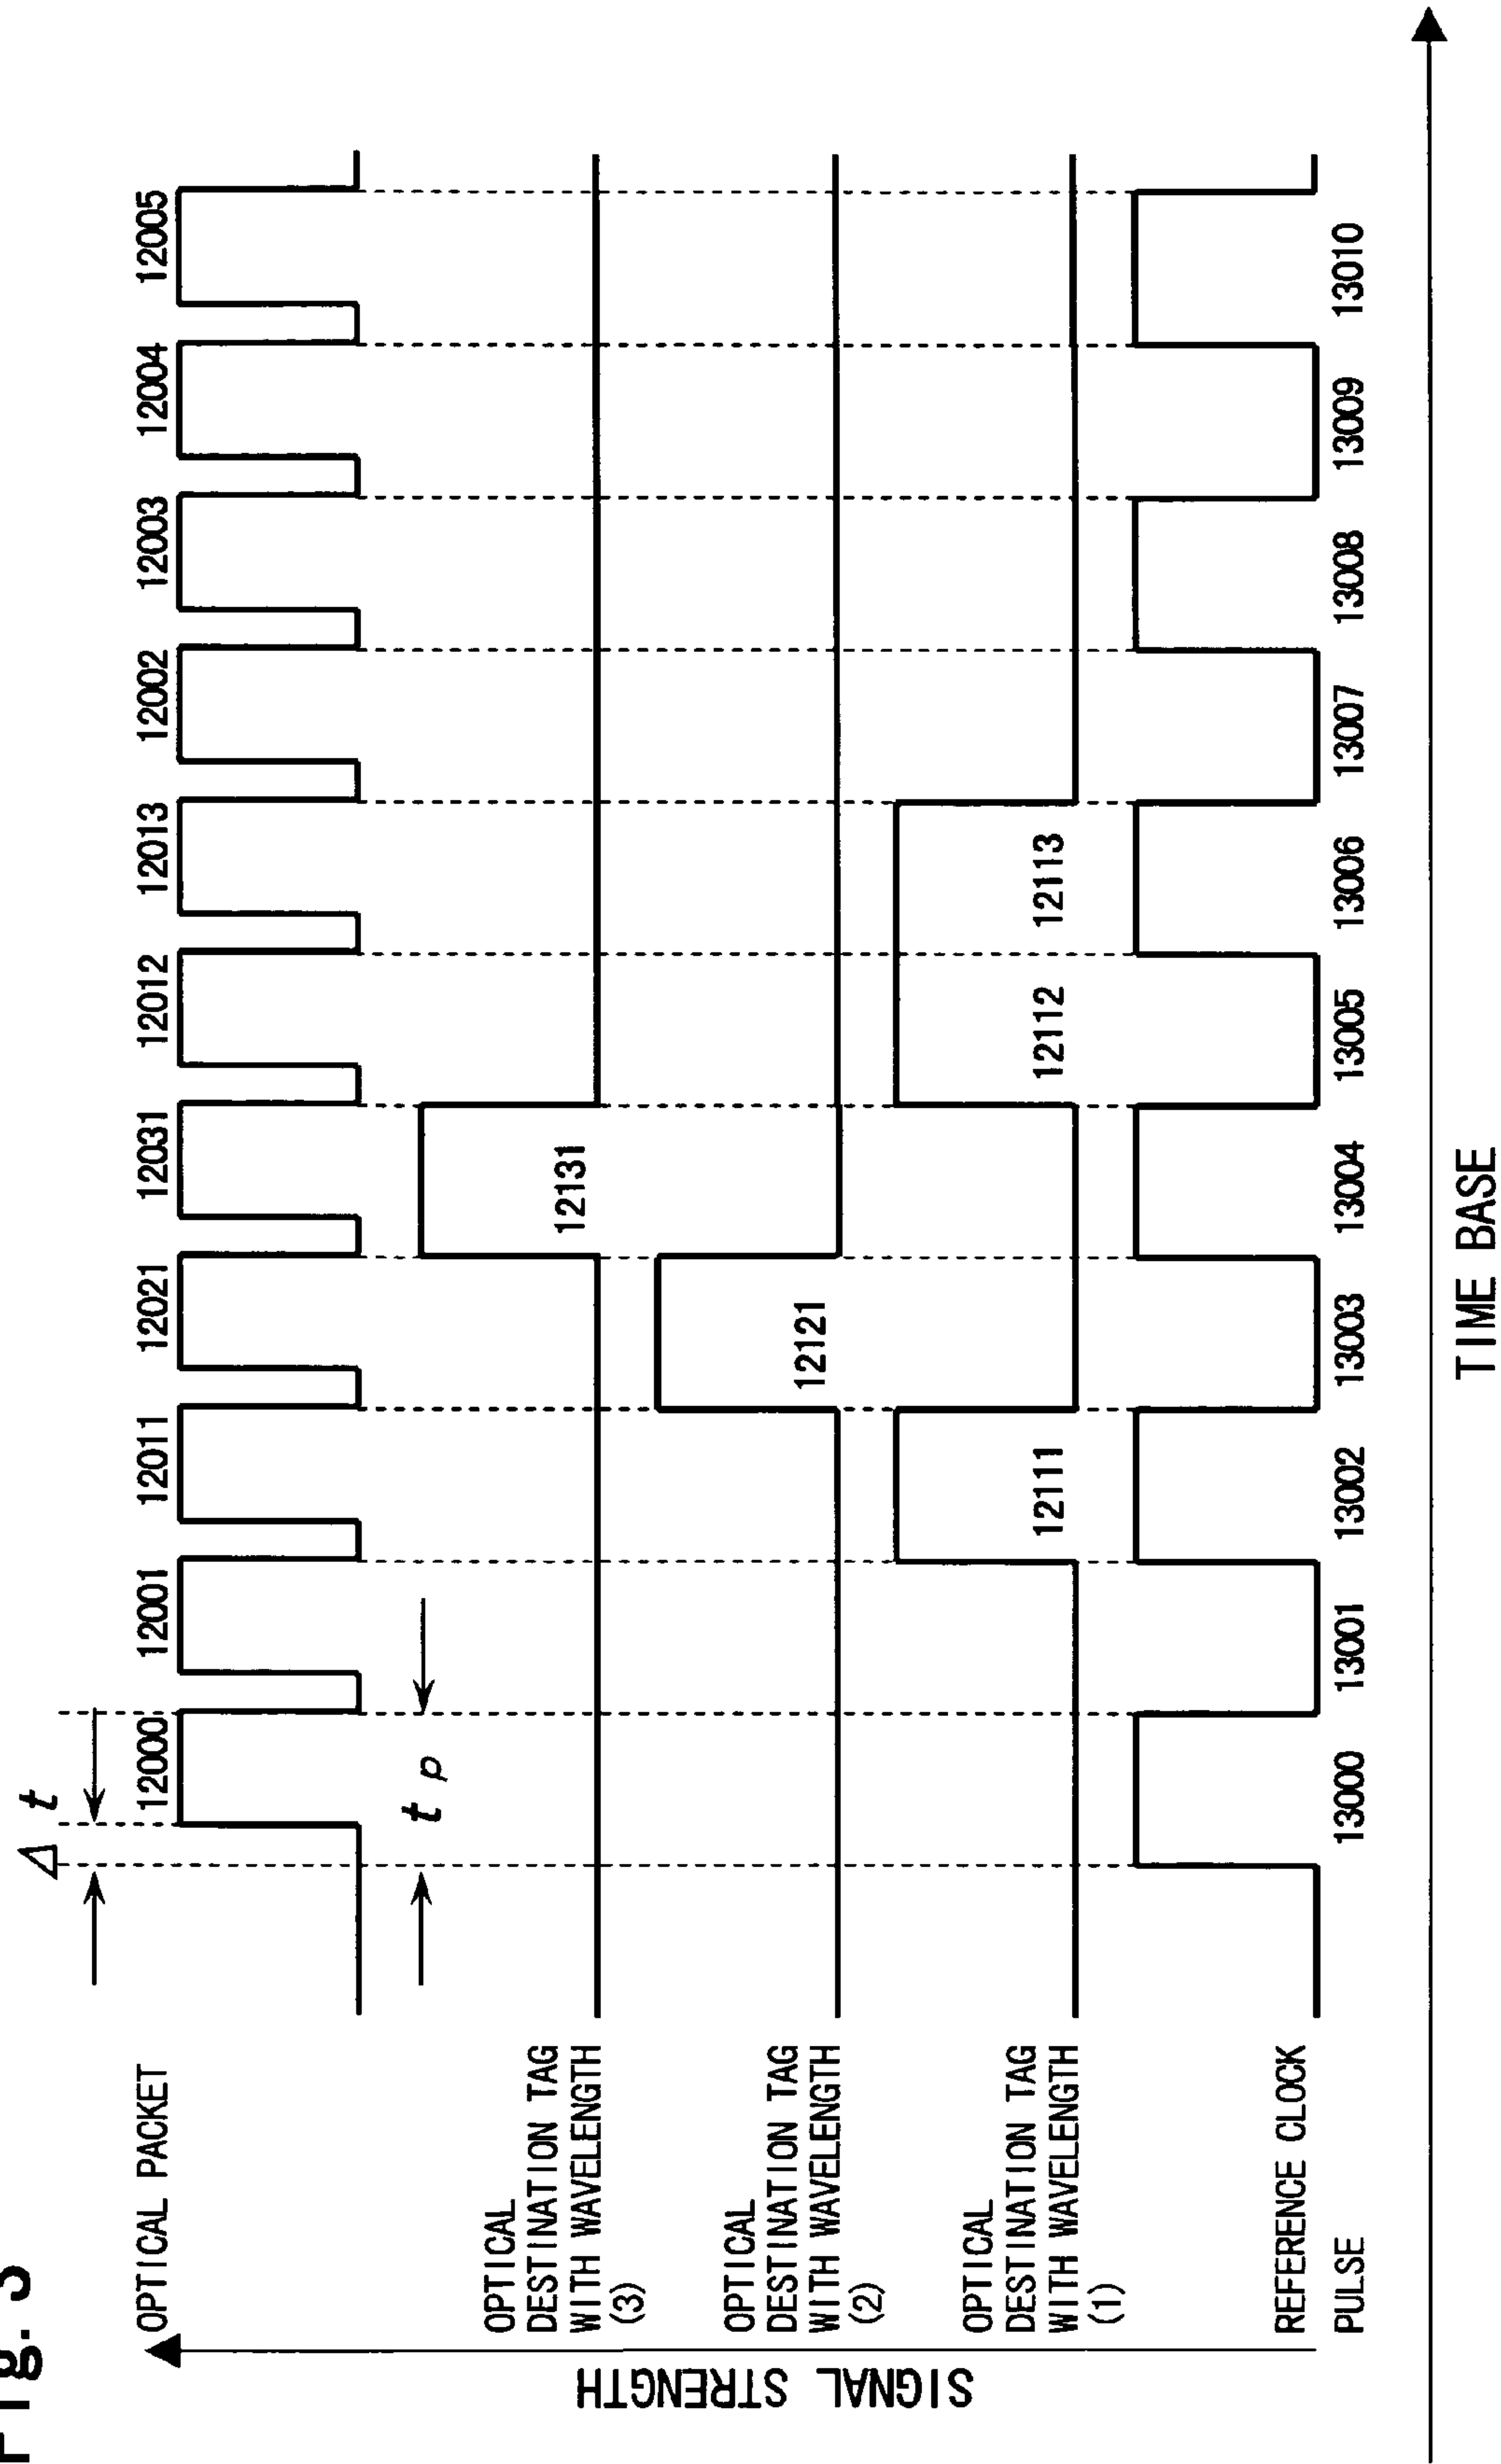 Fig. 3
Δt
OPTICAL PACKET
12000 12001 12011 12021 12031 12012 12013 12002 12003 12004 12005
tp
OPTICAL
DESTINATION TAG
WITH WAVELENGTH
(3)
12131
OPTICAL
DESTINATION TAG
WITH WAVELENGTH
(2)
12121
OPTICAL
DESTINATION TAG
WITH WAVELENGTH
(1)
12111 12112 12113
REFERENCE CLOCK
PULSE
13000 13001 13002 13003 13004 13005 13006 13007 13008 13009 13010
SIGNAL STRENGTH
TIME BASE